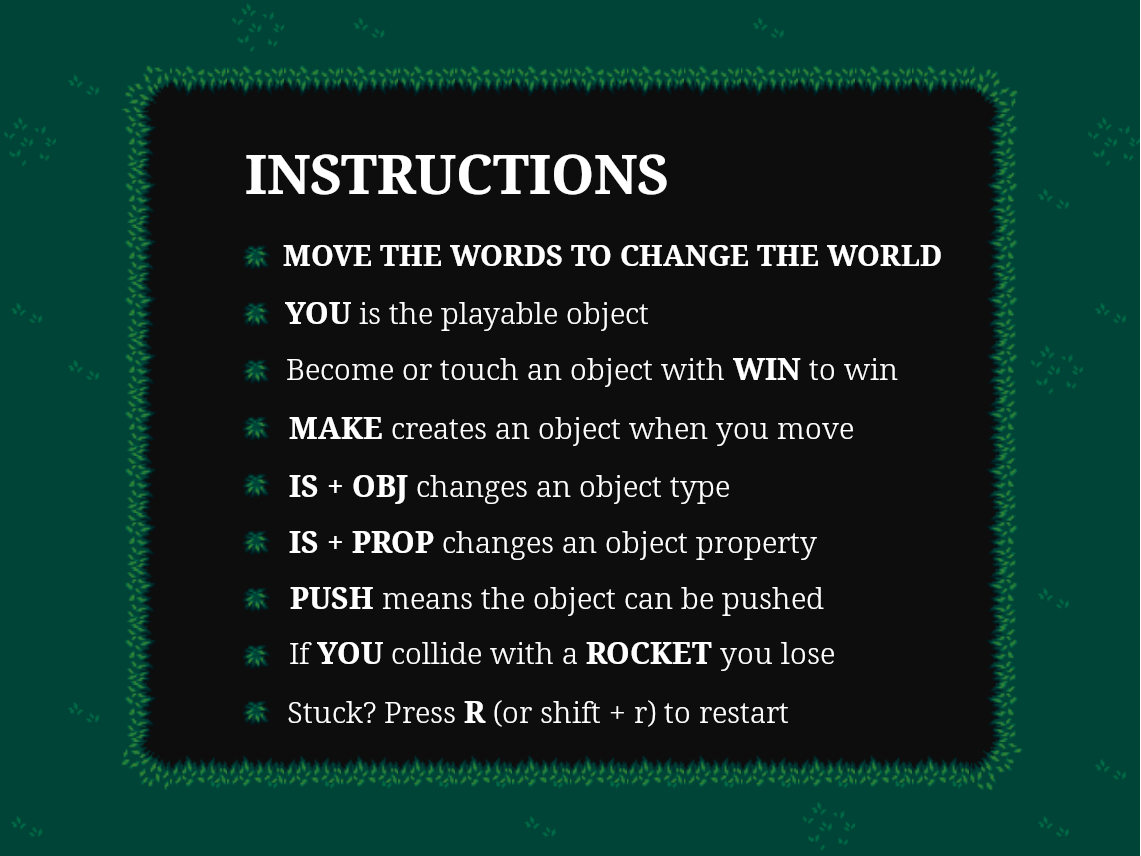 INSTRUCTIONS
MOVE THE WORDS TO CHANGE THE WORLD
YOU is the playable object
Become or touch an object with WIN to win
MAKE creates an object when you move
IS + OBJ changes an object type
IS + PROP changes an object property
PUSH means the object can be pushed
If YOU collide with a ROCKET you lose
Stuck? Press R (or shift + r) to restart